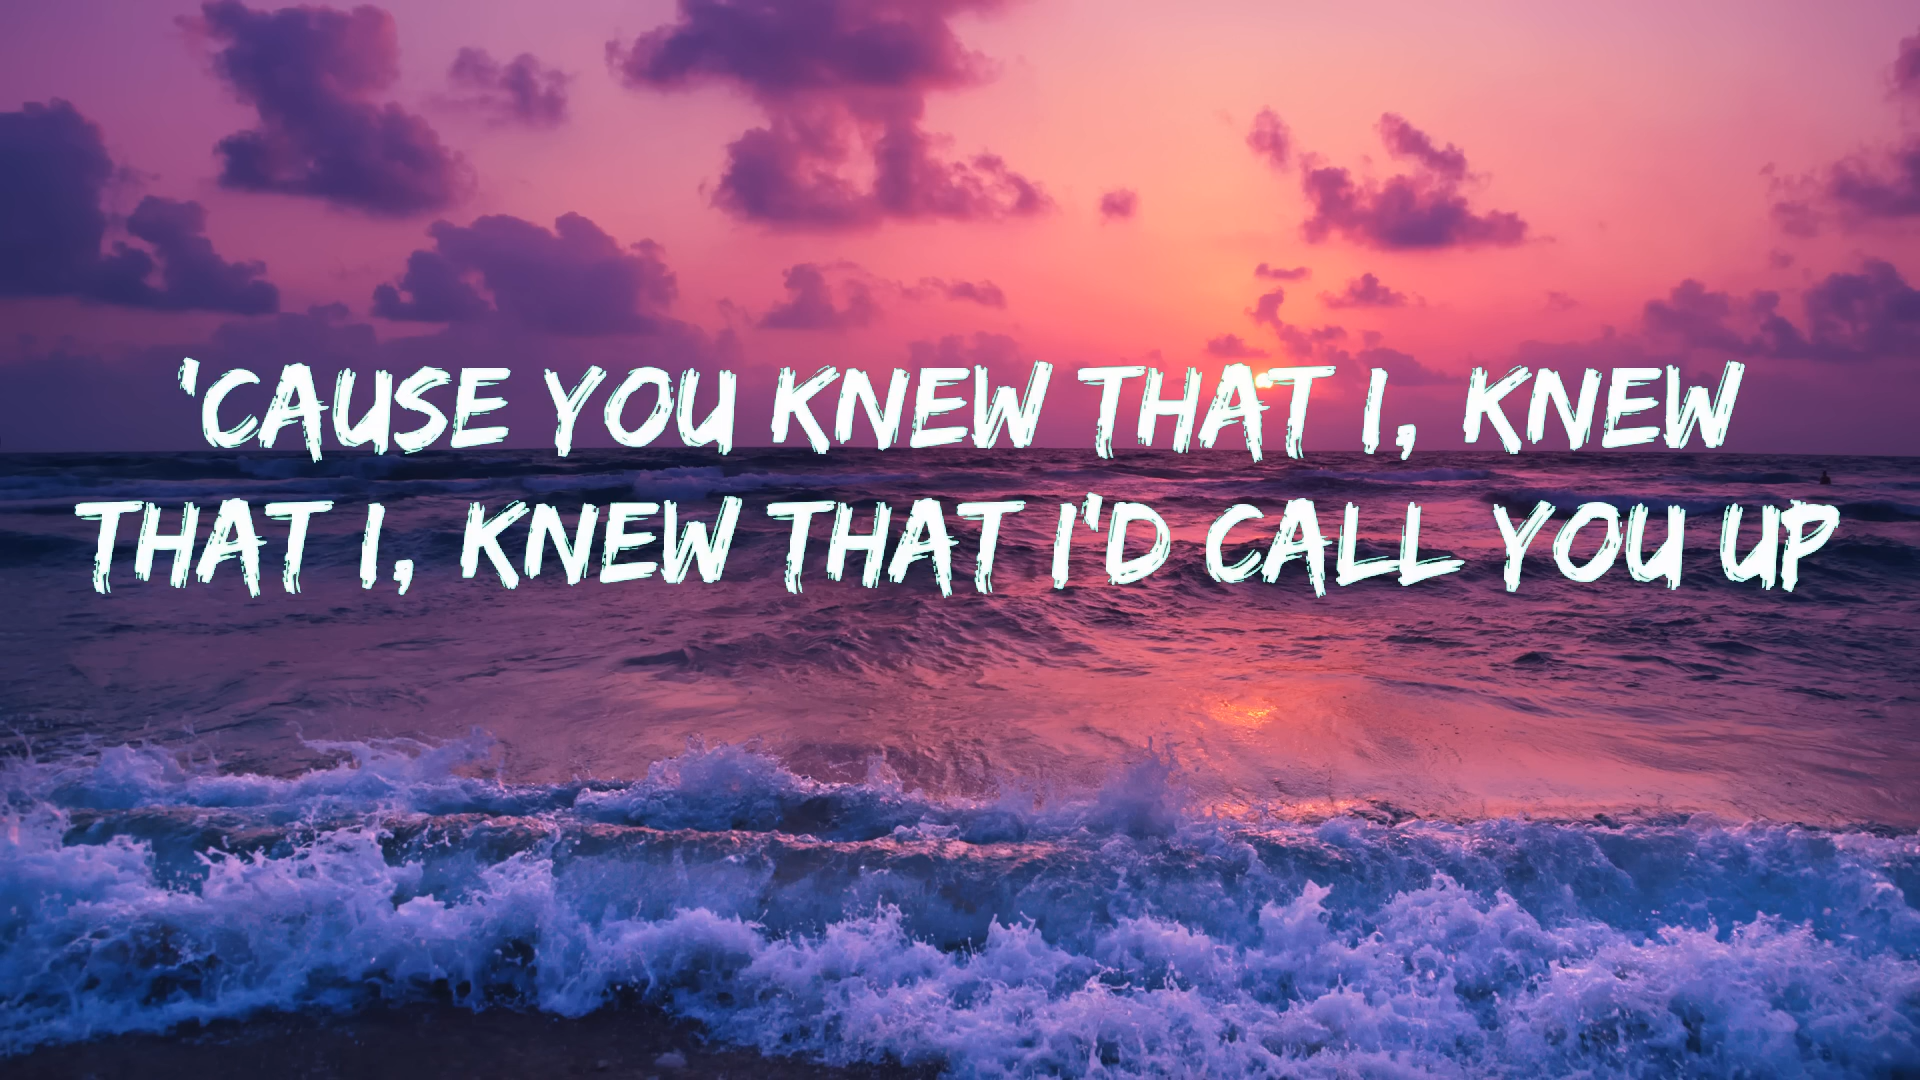 'CAUSE YOU KNEW THAT I, KNEW
THAT I, KNEW THAT I'D CALL YOU UP